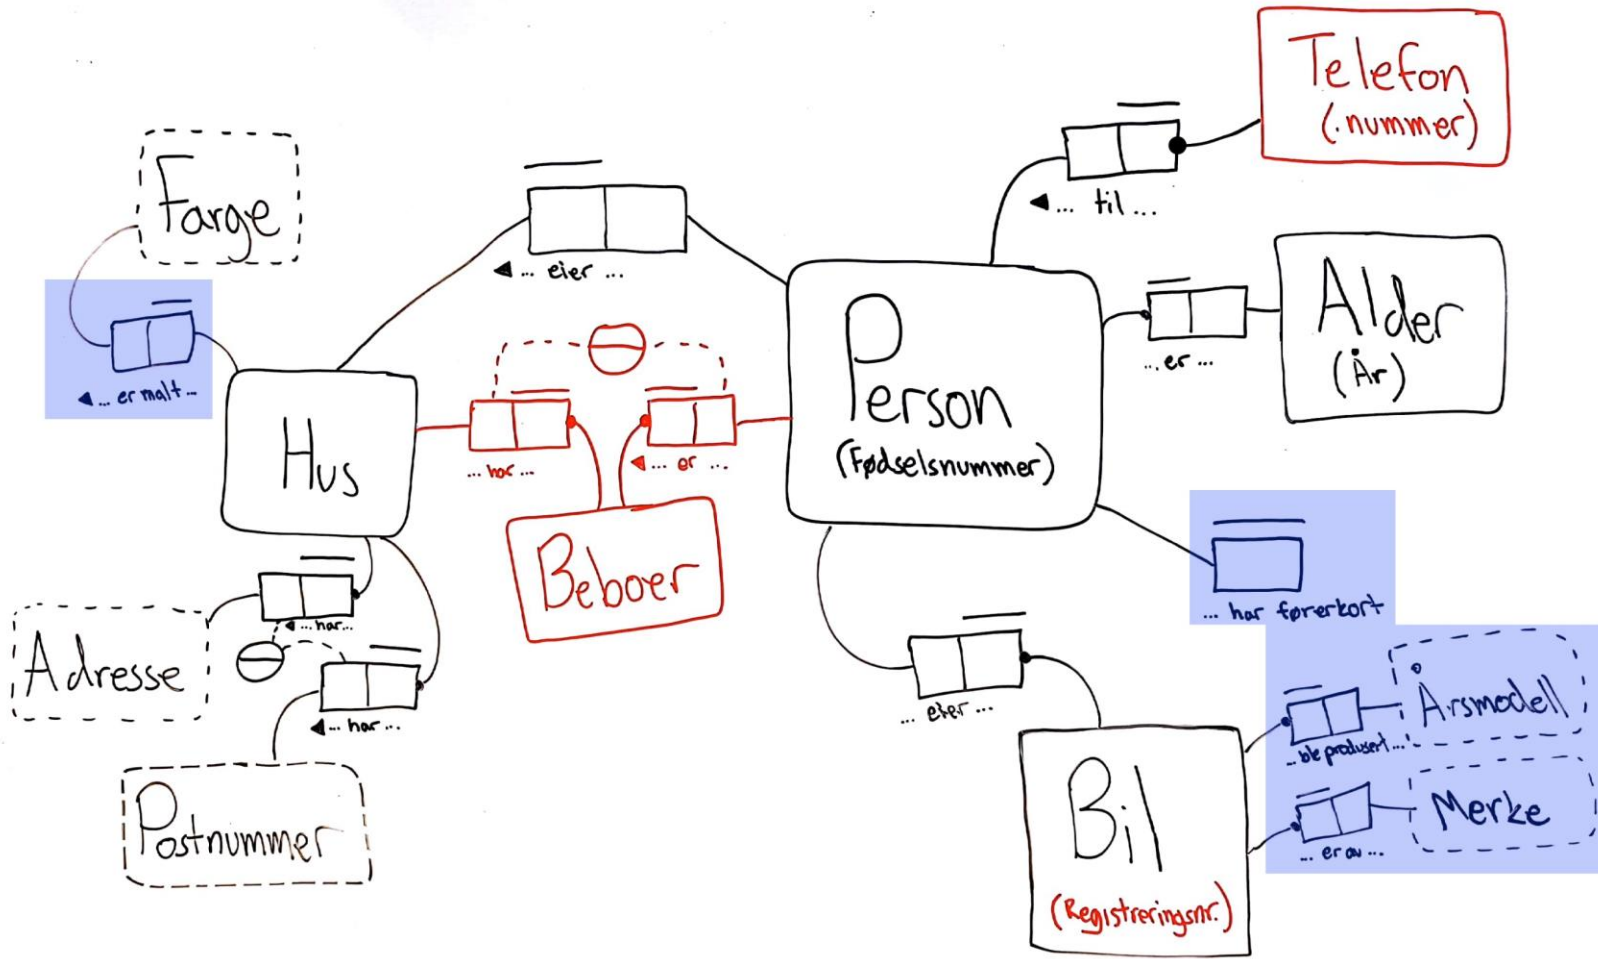 Telefon
(.nummer)
Farge
◄... til ...
◄... eier ...
Alder
(År)
Person
(Fødselsnummer)
... er ...
◄... er malt ...
Hus
... har ...
◄... er ...
Beboer
... har førerkort
◄... har...
Adresse
◄... har ...
... eier ...
Årsmodell
... ble produsert ...
Postnummer
Bil
(Registreringsnr.)
Merke
... er av ...